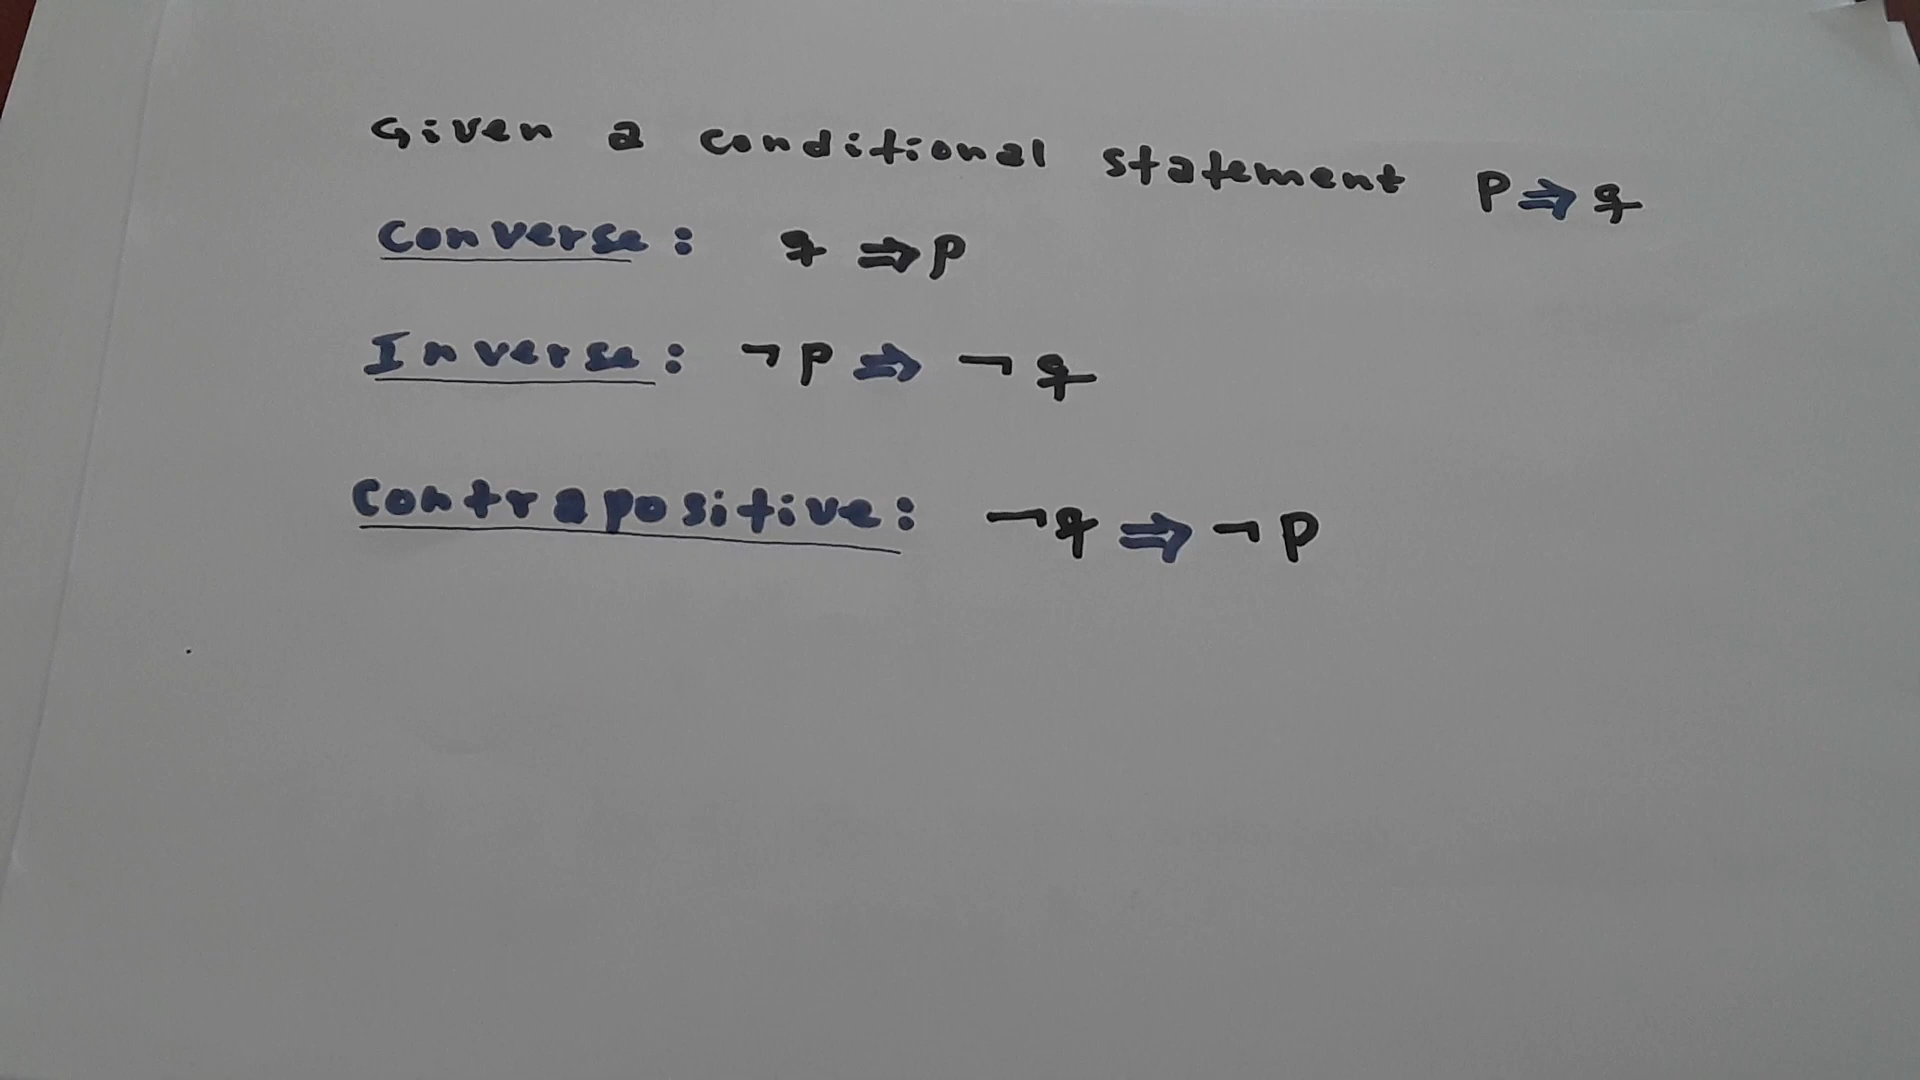 Given a conditional statement P ⇒ q
Converse: q ⇒ P
Inverse: ¬ P ⇒ ¬ q
Contrapositive: ¬ q ⇒ ¬ P